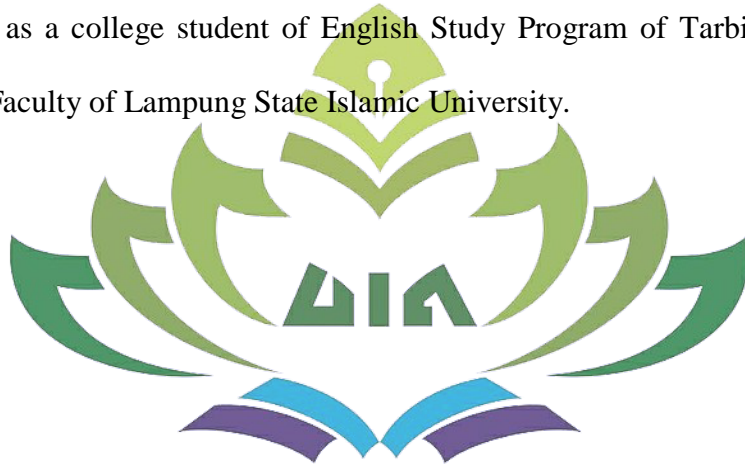 as a college student of English Study Program of Tarbi
Faculty of Lampung State Islamic University.